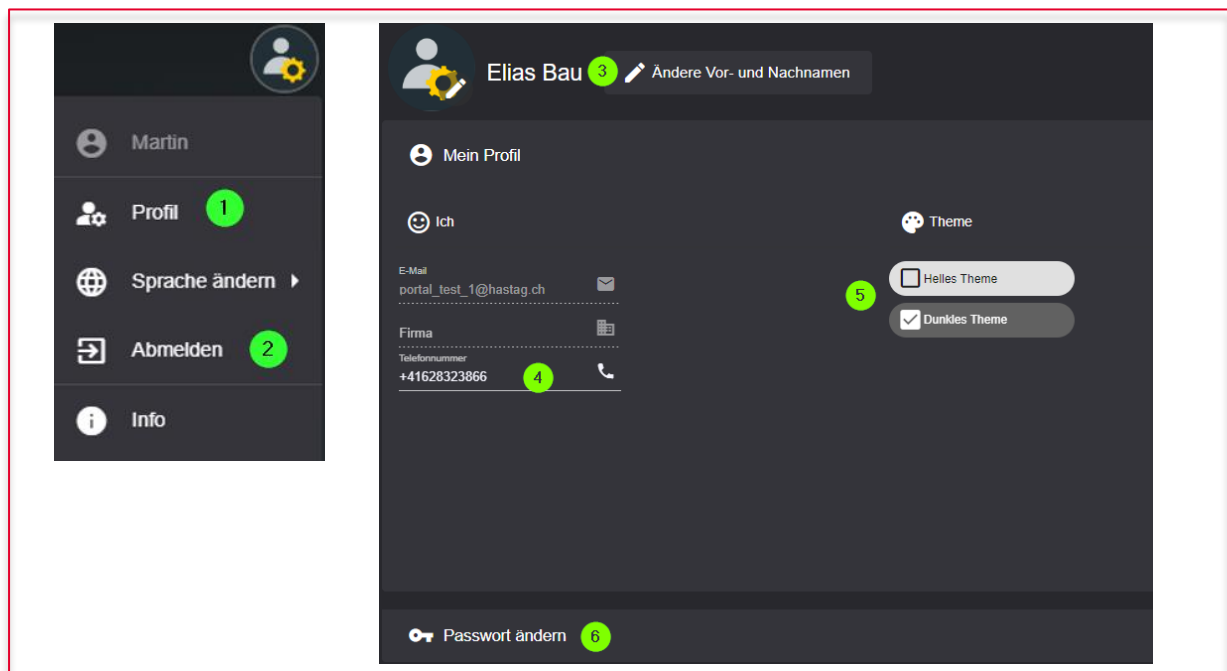 Martin
Profil 1
Sprache ändern
Abmelden 2
Info
Elias Bau 3 Ändere Vor- und Nachnamen
Mein Profil
Ich
Theme
E-Mail
portal_test_1@hastag.ch
Firma
Telefonnummer
+41628323866 4
5
Helles Theme
Dunkles Theme
Passwort ändern 6